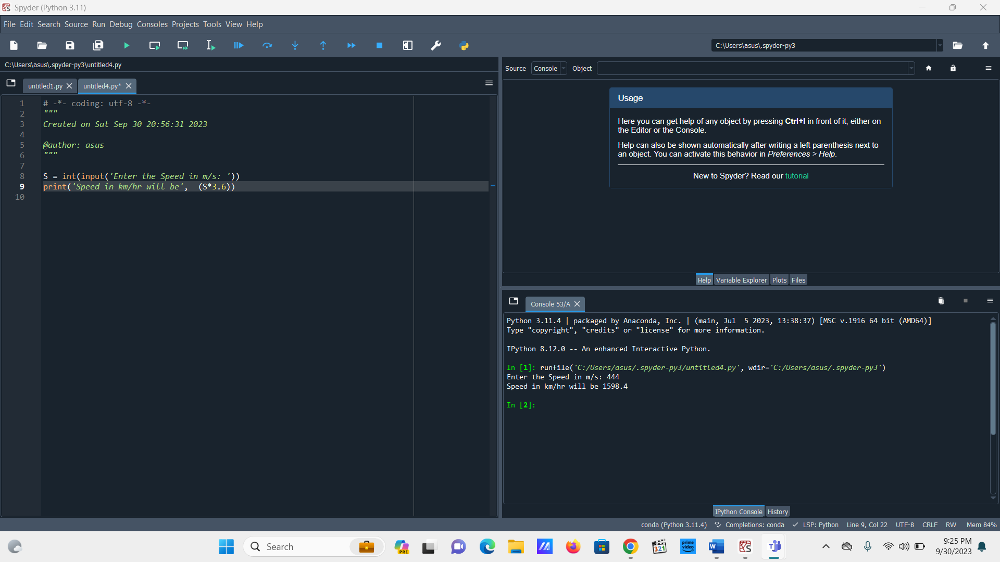 Spyder (Python 3.11)
File Edit Search Source Run Debug Consoles Projects Tools View Help
C:\Users\asus\.spyder-py3
C:\Users\asus\.spyder-py3\untitled4.py
Source Console Object
untitled1.py untitled4.py*
1 # -*- coding: utf-8 -*-
2 """
3 Created on Sat Sep 30 20:56:31 2023
4
5 @author: asus
6 """
7
8 S = int(input('Enter the Speed in m/s: '))
9 print('Speed in km/hr will be',  (S*3.6))
10
Usage
Here you can get help of any object by pressing Ctrl+I in front of it, either on
the Editor or the Console.
Help can also be shown automatically after writing a left parenthesis next to
an object. You can activate this behavior in Preferences > Help.
New to Spyder? Read our tutorial
Help Variable Explorer Plots Files
Console 53/A
Python 3.11.4 | packaged by Anaconda, Inc. | (main, Jul  5 2023, 13:38:37) [MSC v.1916 64 bit (AMD64)]
Type "copyright", "credits" or "license" for more information.
IPython 8.12.0 -- An enhanced Interactive Python.
In [1]: runfile('C:/Users/asus/.spyder-py3/untitled4.py', wdir='C:/Users/asus/.spyder-py3')
Enter the Speed in m/s: 444
Speed in km/hr will be 1598.4
In [2]:
IPython Console History
conda (Python 3.11.4) Completions: conda LSP: Python Line 9, Col 22 UTF-8 CRLF RW Mem 84%
Search
PRE
321
prime video
9:25 PM
9/30/2023